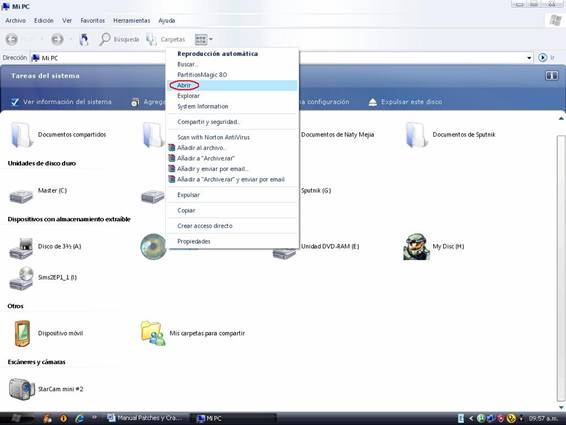 Mi PC
Archivo Edición Ver Favoritos Herramientas Ayuda
Búsqueda Carpetas
Dirección Mi PC Ir
Tareas del sistema
Ver información del sistema Agrega configuración Expulsar este disco
Reproducción automática
Buscar...
PartitionMagic 8.0
Abrir
Explorar
System Information
Compartir y seguridad...
Scan with Norton AntiVirus
Añadir al archivo...
Añadir a "Archive.rar"
Añadir y enviar por email...
Añadir a "Archive.rar" y enviar por email
Expulsar
Copiar
Crear acceso directo
Propiedades
Documentos compartidos Documentos de Naty Mejia Documentos de Sputnik
Unidades de disco duro
Master (C:) Sputnik (G:)
Dispositivos con almacenamiento extraíble
Disco de 3½ (A:) Unidad DVD-RAM (E:) My Disc (H:)
Sims2EP1_1 (I:)
Otros
Dispositivo móvil Mis carpetas para compartir
Escáneres y cámaras
StarCam mini #2
Inicio Manual Patches y Cra... Mi PC 09:57 a.m.